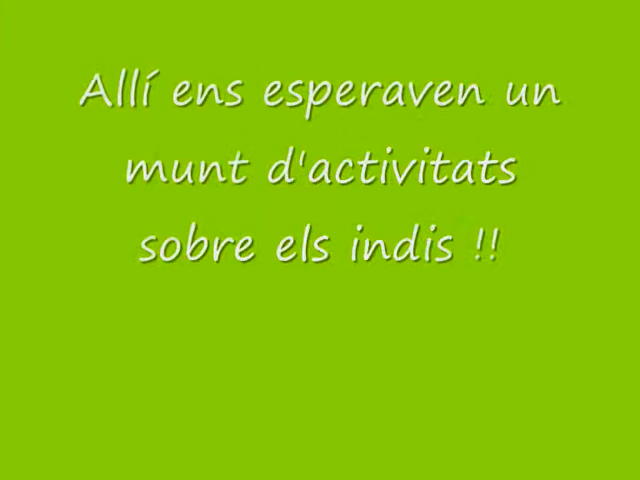 Allí ens esperaven un
munt d'activitats
sobre els indis !!